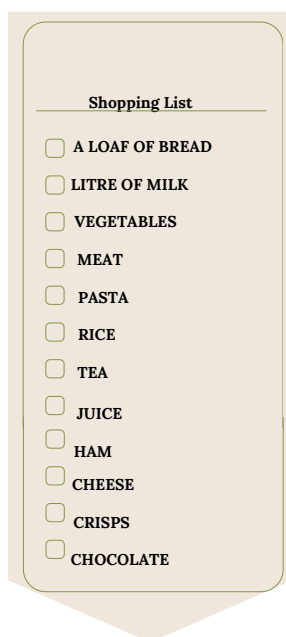 Shopping List
A LOAF OF BREAD
LITRE OF MILK
VEGETABLES
MEAT
PASTA
RICE
TEA
JUICE
HAM
CHEESE
CRISPS
CHOCOLATE